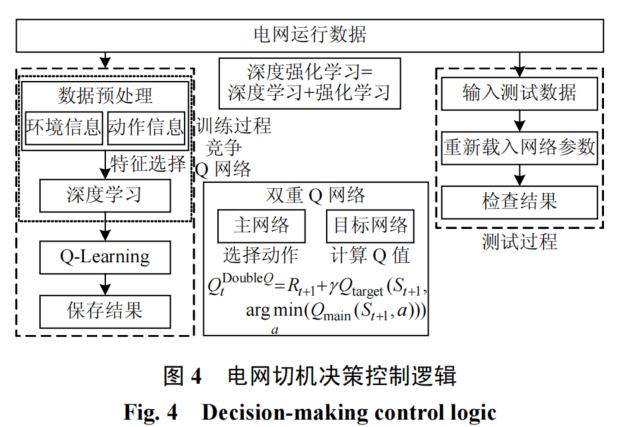 电网运行数据
数据预处理
环境信息
动作信息
特征选择
深度学习
Q-Learning
保存结果
训练过程
竞争
Q 网络
深度强化学习=
深度学习+强化学习
双重 Q 网络
主网络
目标网络
选择动作
计算 Q 值
Q_t^{DoubleQ}=R_{t+1}+γQ_{target}(S_{t+1},
arg min_a(Q_{main}(S_{t+1},a)))
输入测试数据
重新载入网络参数
检查结果
测试过程
图 4 电网切机决策控制逻辑
Fig. 4 Decision-making control logic